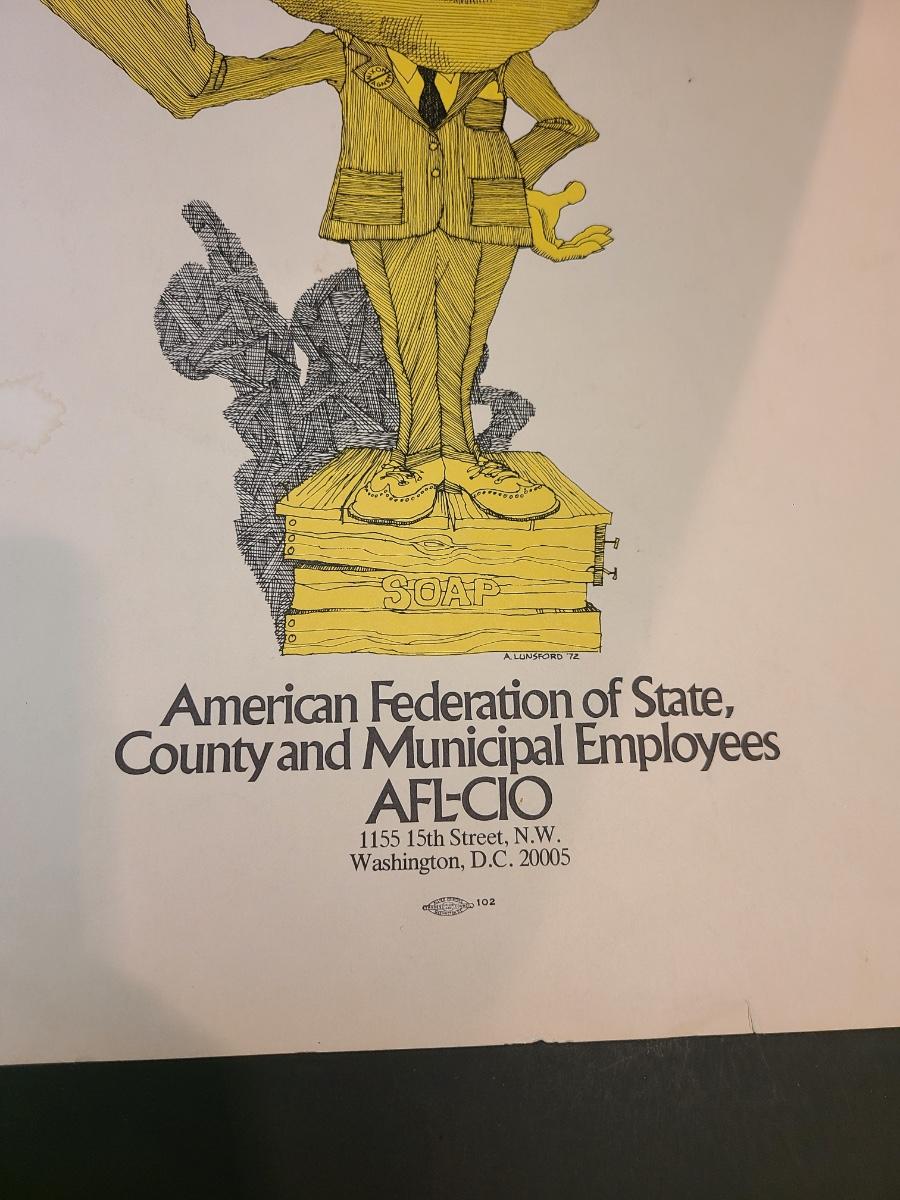 NIXON
SOAP
A. LUNSFORD '72
American Federation of State,
County and Municipal Employees
AFL-CIO
1155 15th Street, N.W.
Washington, D.C. 20005
102